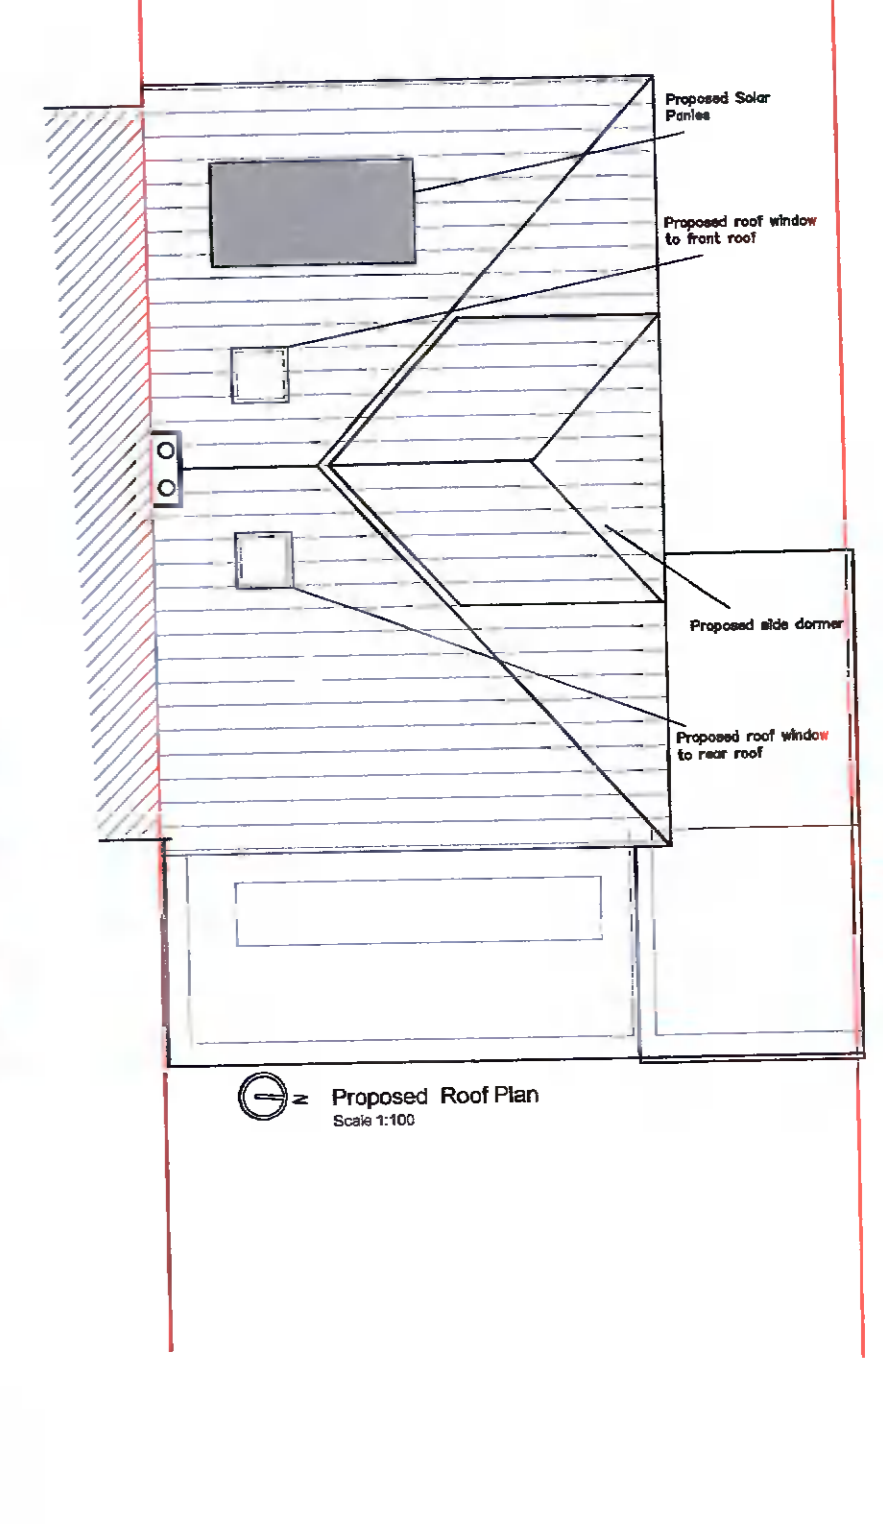 Proposed Solar
Panles
Proposed roof window
to front roof
Proposed side dormer
Proposed roof window
to rear roof
N
Proposed Roof Plan
Scale 1:100